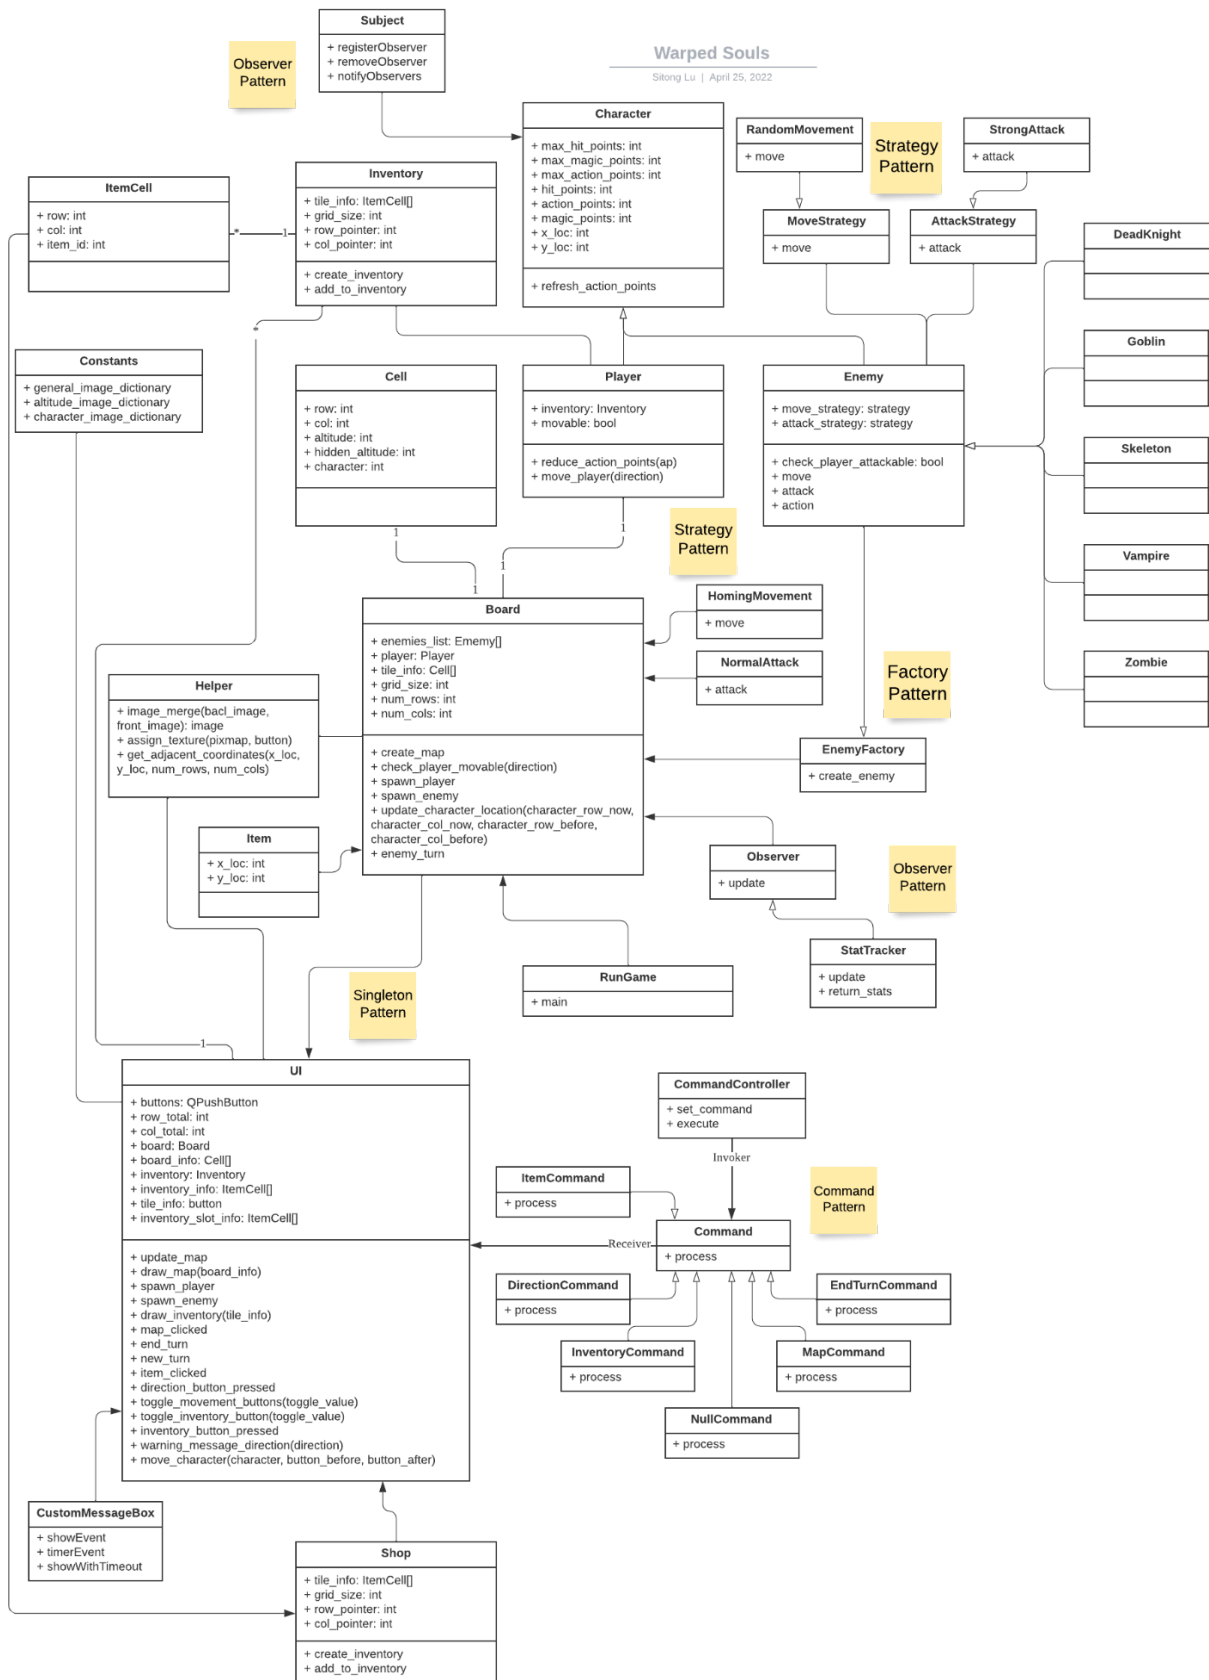 Subject
+ registerObserver
+ removeObserver
+ notifyObservers
Observer
Pattern
Warped Souls
Sitong Lu | April 25, 2022
Character
+ max_hit_points: int
+ max_magic_points: int
+ max_action_points: int
+ hit_points: int
+ action_points: int
+ magic_points: int
+ x_loc: int
+ y_loc: int
+ refresh_action_points
RandomMovement
+ move
Strategy
Pattern
StrongAttack
+ attack
ItemCell
+ row: int
+ col: int
+ item_id: int
*
1
Inventory
+ tile_info: ItemCell[]
+ grid_size: int
+ row_pointer: int
+ col_pointer: int
+ create_inventory
+ add_to_inventory
MoveStrategy
+ move
AttackStrategy
+ attack
DeadKnight
*
Constants
+ general_image_dictionary
+ altitude_image_dictionary
+ character_image_dictionary
Cell
+ row: int
+ col: int
+ altitude: int
+ hidden_altitude: int
+ character: int
Player
+ inventory: Inventory
+ movable: bool
+ reduce_action_points(ap)
+ move_player(direction)
Enemy
+ move_strategy: strategy
+ attack_strategy: strategy
+ check_player_attackable: bool
+ move
+ attack
+ action
Goblin
Skeleton
Vampire
Zombie
1
1
1
1
Strategy
Pattern
HomingMovement
+ move
NormalAttack
+ attack
Board
+ enemies_list: Ememy[]
+ player: Player
+ tile_info: Cell[]
+ grid_size: int
+ num_rows: int
+ num_cols: int
+ create_map
+ check_player_movable(direction)
+ spawn_player
+ spawn_enemy
+ update_character_location(character_row_now,
character_col_now, character_row_before,
character_col_before)
+ enemy_turn
Helper
+ image_merge(bacl_image,
front_image): image
+ assign_texture(pixmap, button)
+ get_adjacent_coordinates(x_loc,
y_loc, num_rows, num_cols)
Factory
Pattern
EnemyFactory
+ create_enemy
Item
+ x_loc: int
+ y_loc: int
Observer
+ update
Observer
Pattern
StatTracker
+ update
+ return_stats
RunGame
+ main
Singleton
Pattern
1
UI
+ buttons: QPushButton
+ row_total: int
+ col_total: int
+ board: Board
+ board_info: Cell[]
+ inventory: Inventory
+ inventory_info: ItemCell[]
+ tile_info: button
+ inventory_slot_info: ItemCell[]
+ update_map
+ draw_map(board_info)
+ spawn_player
+ spawn_enemy
+ draw_inventory(tile_info)
+ map_clicked
+ end_turn
+ new_turn
+ item_clicked
+ direction_button_pressed
+ toggle_movement_buttons(toggle_value)
+ toggle_inventory_button(toggle_value)
+ inventory_button_pressed
+ warning_message_direction(direction)
+ move_character(character, button_before, button_after)
CommandController
+ set_command
+ execute
Invoker
ItemCommand
+ process
Command
Pattern
Command
+ process
Receiver
DirectionCommand
+ process
EndTurnCommand
+ process
InventoryCommand
+ process
MapCommand
+ process
NullCommand
+ process
CustomMessageBox
+ showEvent
+ timerEvent
+ showWithTimeout
Shop
+ tile_info: ItemCell[]
+ grid_size: int
+ row_pointer: int
+ col_pointer: int
+ create_inventory
+ add_to_inventory